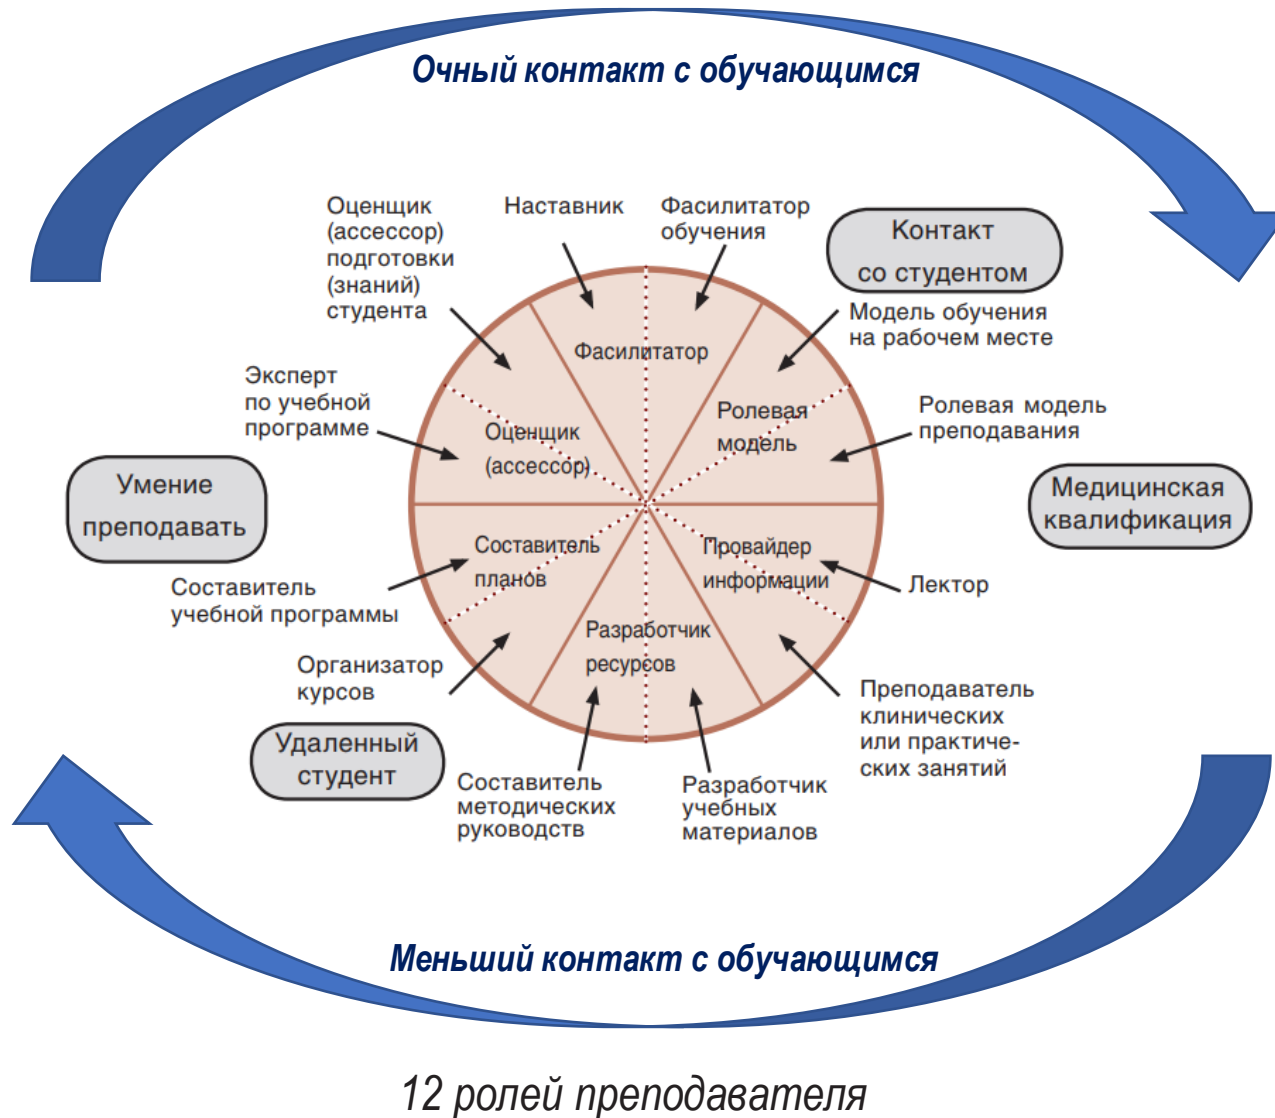 Очный контакт с обучающимся
Оценщик
(ассессор)
подготовки
(знаний)
студента
Наставник
Фасилитатор
обучения
Контакт
со студентом
Модель обучения
на рабочем месте
Фасилитатор
Эксперт
по учебной
программе
Оценщик
(ассессор)
Ролевая
модель
Ролевая модель
преподавания
Умение
преподавать
Медицинская
квалификация
Составитель
планов
Провайдер
информации
Составитель
учебной программы
Лектор
Разработчик
ресурсов
Организатор
курсов
Преподаватель
клинических
или практиче-
ских занятий
Удаленный
студент
Составитель
методических
руководств
Разработчик
учебных
материалов
Меньший контакт с обучающимся
12 ролей преподавателя